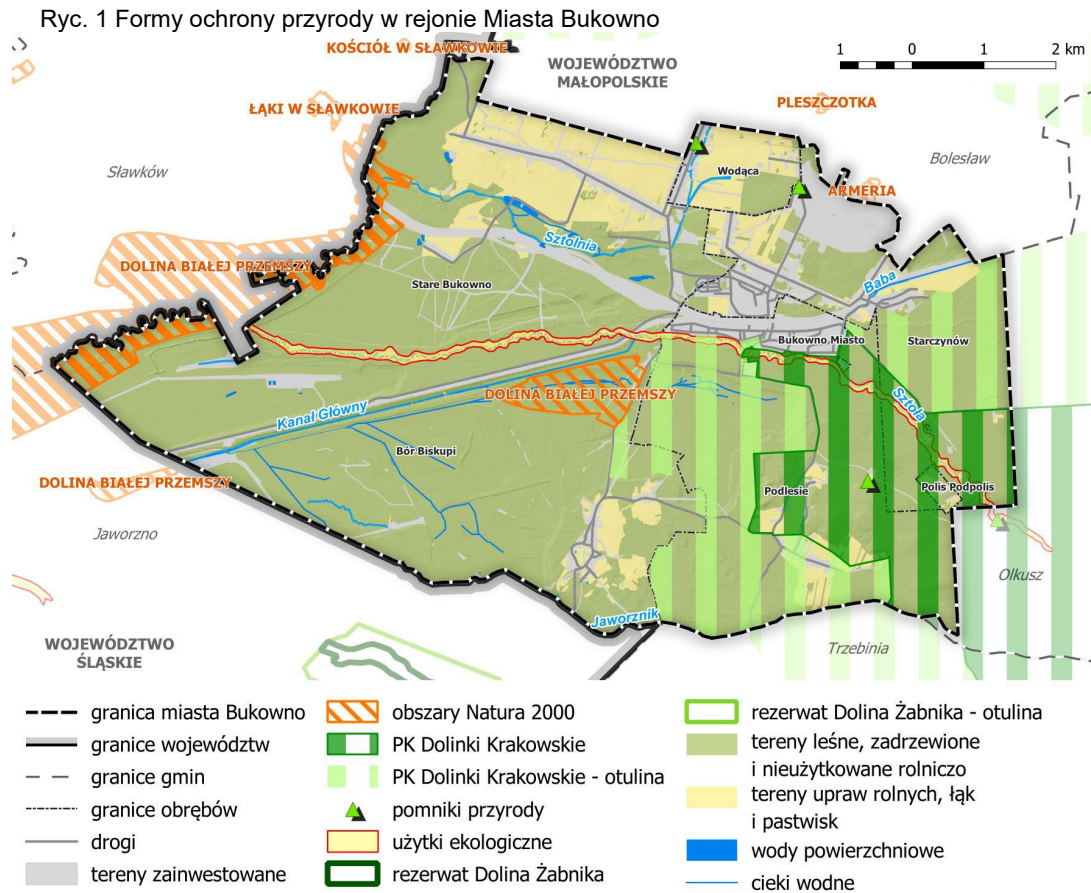 Ryc. 1 Formy ochrony przyrody w rejonie Miasta Bukowno
KOŚCIÓŁ W SŁAWKOWIE
WOJEWÓDZTWO
MAŁOPOLSKIE
1 0 1 2 km
ŁĄKI W SŁAWKOWIE
PLESZCZOTKA
Sławków
Wodąca
Bolesław
ARMERIA
Sztolnia
DOLINA BIAŁEJ PRZEMSZY
Stare Bukowno
Baba
Bukowno Miasto
Starczynów
DOLINA BIAŁEJ PRZEMSZY
Sztoła
Kanał Główny
Bór Biskupi
DOLINA BIAŁEJ PRZEMSZY
Podlesie
Polis Podpolis
Jaworzno
Olkusz
Jaworznik
WOJEWÓDZTWO
ŚLĄSKIE
Trzebinia
granica miasta Bukowno
granice województw
granice gmin
granice obrębów
drogi
tereny zainwestowane
obszary Natura 2000
PK Dolinki Krakowskie
PK Dolinki Krakowskie - otulina
pomniki przyrody
użytki ekologiczne
rezerwat Dolina Żabnika
rezerwat Dolina Żabnika - otulina
tereny leśne, zadrzewione
i nieużytkowane rolniczo
tereny upraw rolnych, łąk
i pastwisk
wody powierzchniowe
cieki wodne